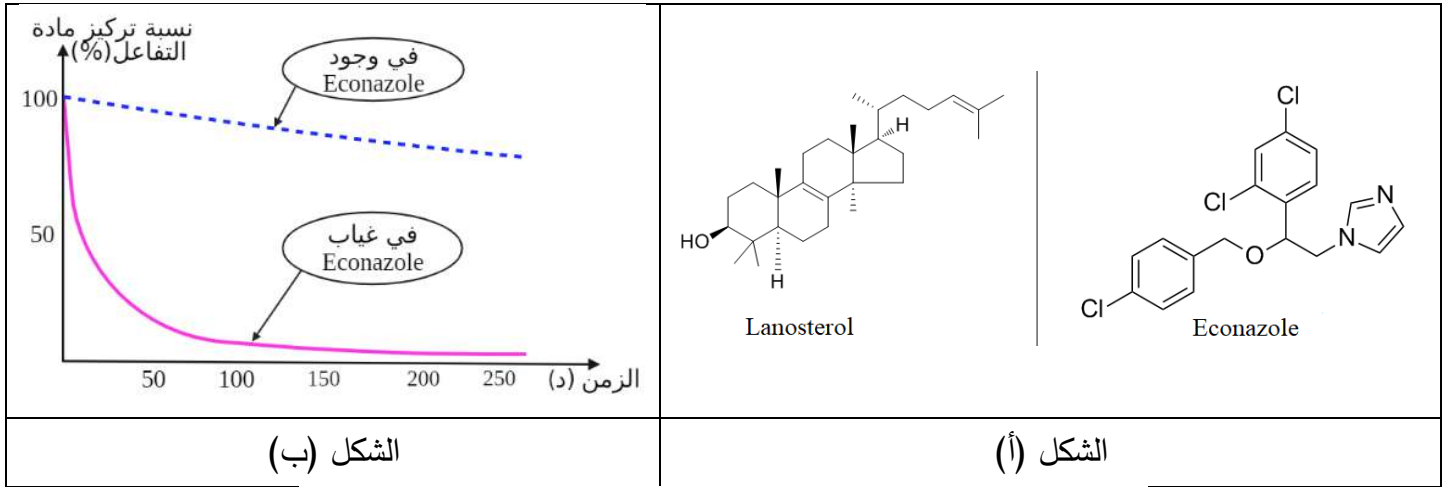 نسبة تركيز مادة
التفاعل(%)
في وجود
Econazole
100
50
في غياب
Econazole
50 100 150 200 250 الزمن (د)
الشكل (ب)
HO
H
H
Lanosterol
Cl
Cl
Cl
O
N
N
Econazole
الشكل (أ)